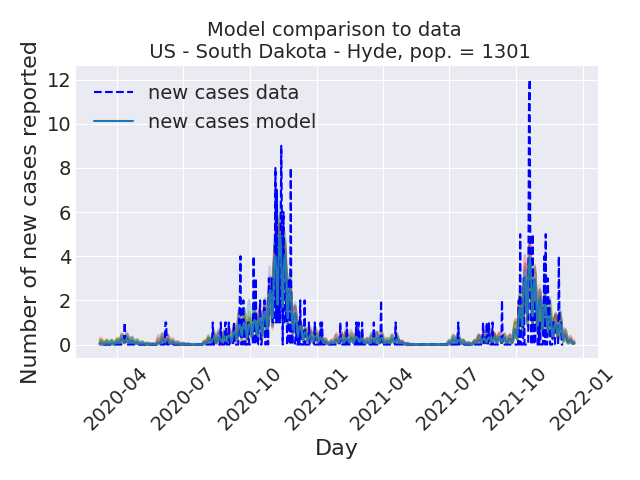 Model comparison to data
US - South Dakota - Hyde, pop. = 1301
Number of new cases reported
12
10
8
6
4
2
0
new cases data
new cases model
2020-04
2020-07
2020-10
2021-01
2021-04
2021-07
2021-10
2022-01
Day